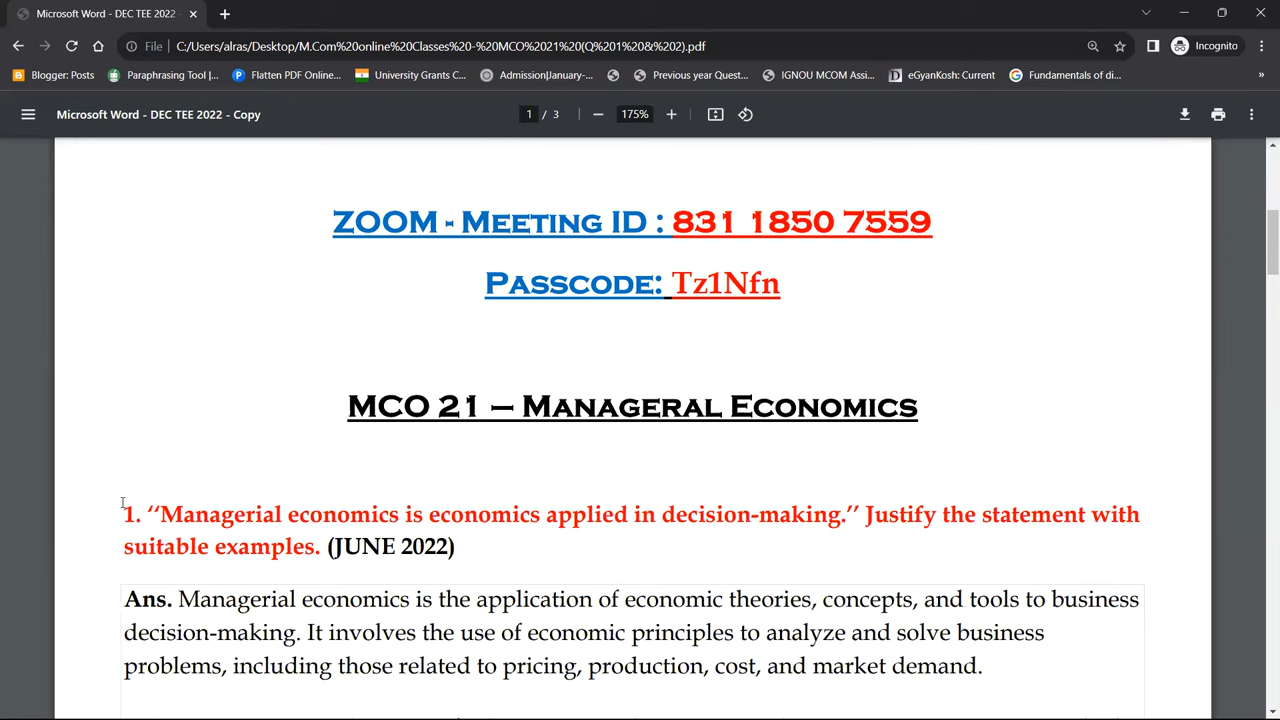 Microsoft Word - DEC TEE 2022 -
File C:/Users/alras/Desktop/M.Com%20online%20Classes%20-%20MCO%2021%20(Q%201%20&%202).pdf Incognito
Blogger: Posts Paraphrasing Tool |... Flatten PDF Online... University Grants C... Admission|January-... Previous year Quest... IGNOU MCOM Assi... eGyanKosh: Current Fundamentals of di... »
Microsoft Word - DEC TEE 2022 - Copy 1 / 3 175%
ZOOM - MEETING ID : 831 1850 7559
PASSCODE: Tz1Nfn
MCO 21 – MANAGERAL ECONOMICS
1. ‘‘Managerial economics is economics applied in decision-making.’’ Justify the statement with
suitable examples. (JUNE 2022)
Ans. Managerial economics is the application of economic theories, concepts, and tools to business
decision-making. It involves the use of economic principles to analyze and solve business
problems, including those related to pricing, production, cost, and market demand.